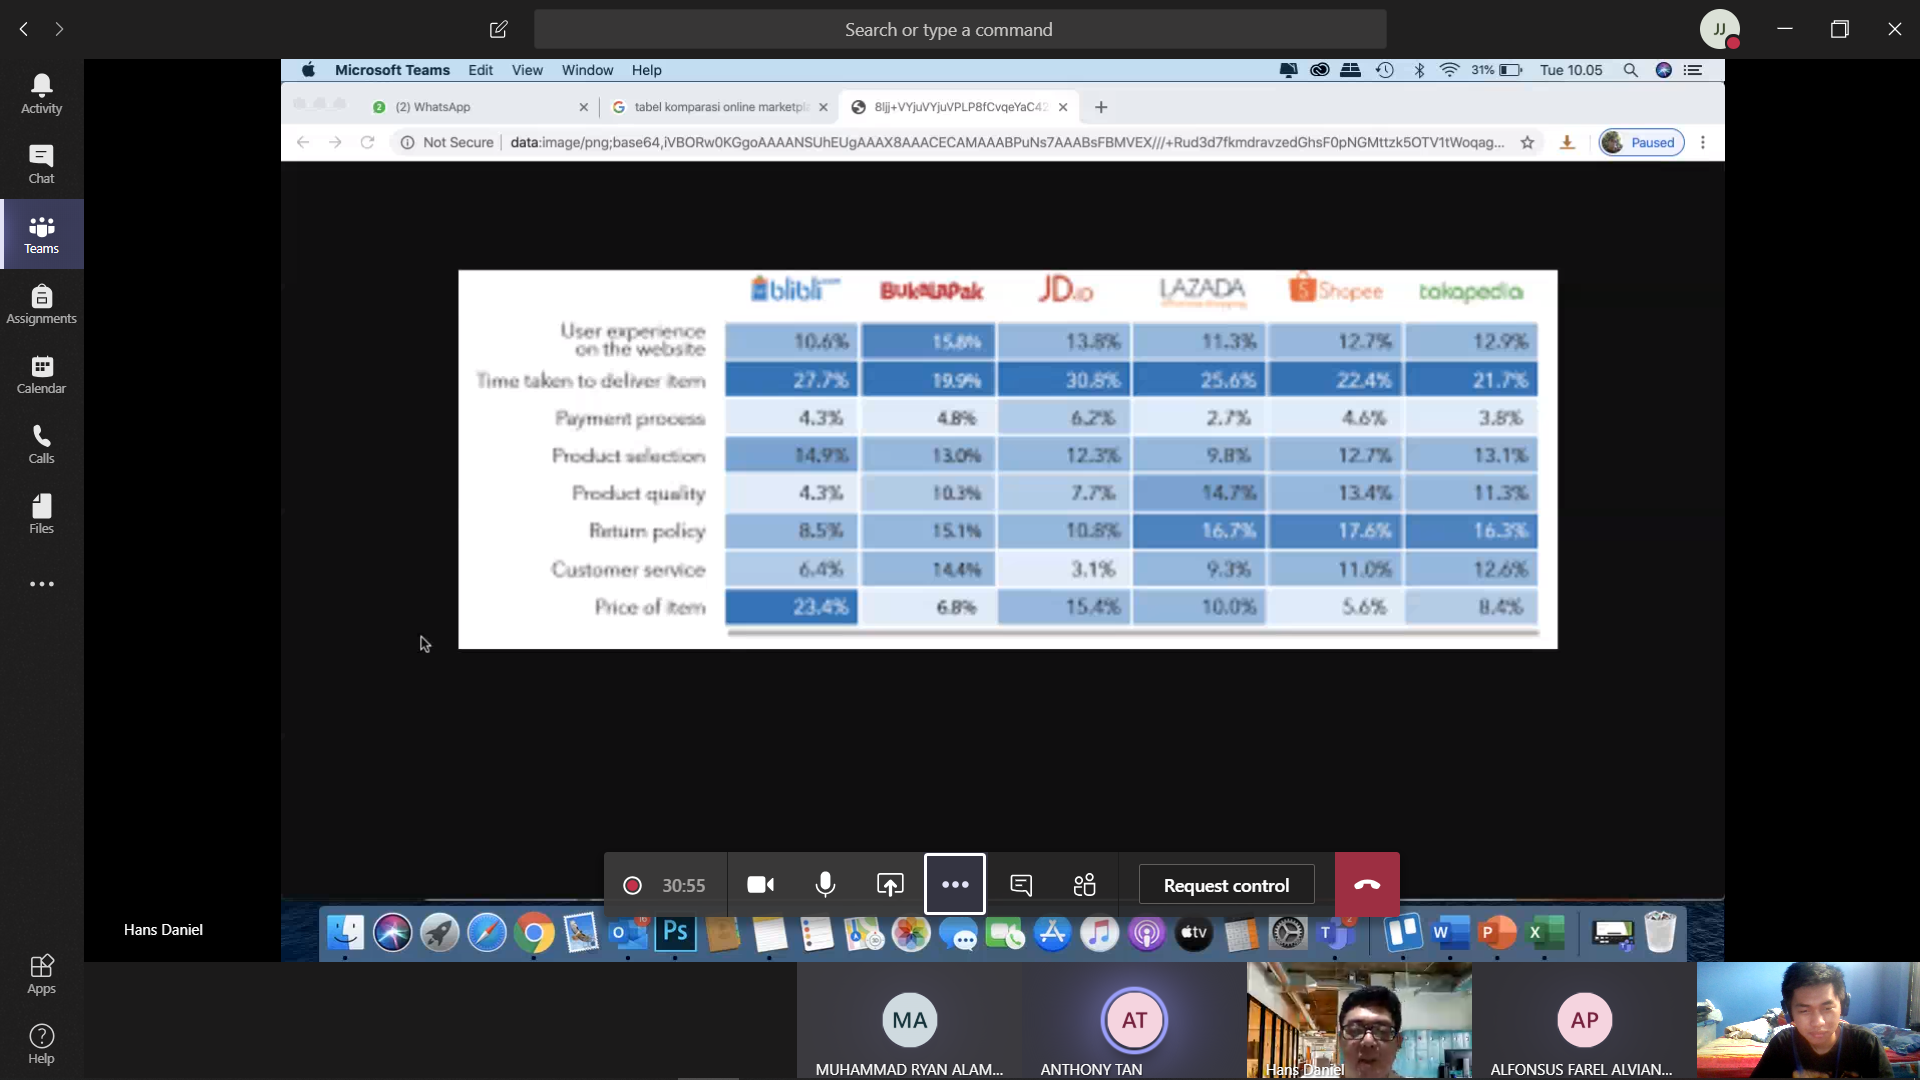 Search or type a command
JJ
Activity
Chat
Teams
Assignments
Calendar
Calls
Files
Apps
Help
Microsoft Teams Edit View Window Help
31% Tue 10.05
(2) WhatsApp
tabel komparasi online marketpl
Not Secure
Paused
blibli.com BukaLapak JD.ID LAZADA Shopee tokopedia
User experience on the website 10.6% 15.8% 13.8% 11.3% 12.7% 12.9%
Time taken to deliver item 27.7% 19.9% 30.8% 25.6% 22.4% 21.7%
Payment process 4.3% 4.8% 6.2% 2.7% 4.6% 3.8%
Product selection 14.9% 13.0% 12.3% 9.8% 12.7% 13.1%
Product quality 4.3% 10.3% 7.7% 14.7% 13.4% 11.3%
Return policy 8.5% 15.1% 10.8% 16.7% 17.6% 16.3%
Customer service 6.4% 14.4% 3.1% 9.3% 11.0% 12.6%
Price of item 23.4% 6.8% 15.4% 10.0% 5.6% 8.4%
30:55
Request control
Hans Daniel
Ps
tv
W
P
X
MA
MUHAMMAD RYAN ALAM...
AT
ANTHONY TAN
Hans Daniel
AP
ALFONSUS FAREL ALVIAN...